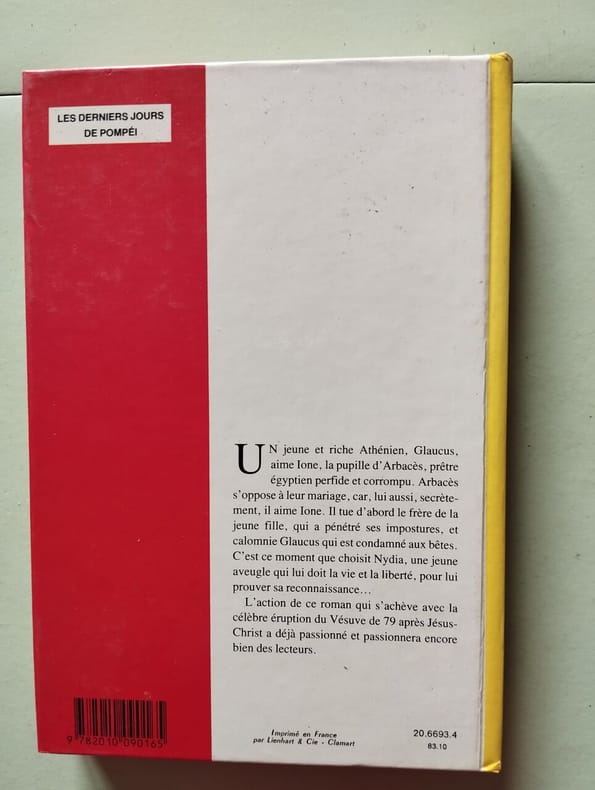 LES DERNIERS JOURS
DE POMPÉI
UN jeune et riche Athénien, Glaucus,
aime Ione, la pupille d'Arbacès, prêtre
égyptien perfide et corrompu. Arbacès
s'oppose à leur mariage, car, lui aussi, secrète-
ment, il aime Ione. Il tue d'abord le frère de la
jeune fille, qui a pénétré ses impostures, et
calomnie Glaucus qui est condamné aux bêtes.
C'est ce moment que choisit Nydia, une jeune
aveugle qui lui doit la vie et la liberté, pour lui
prouver sa reconnaissance...
L'action de ce roman qui s'achève avec la
célèbre éruption du Vésuve de 79 après Jésus-
Christ a déjà passionné et passionnera encore
bien des lecteurs.
9 782010 090165
Imprimé en France
par Lienhart & Cie - Clamart
20.6693.4
83.10